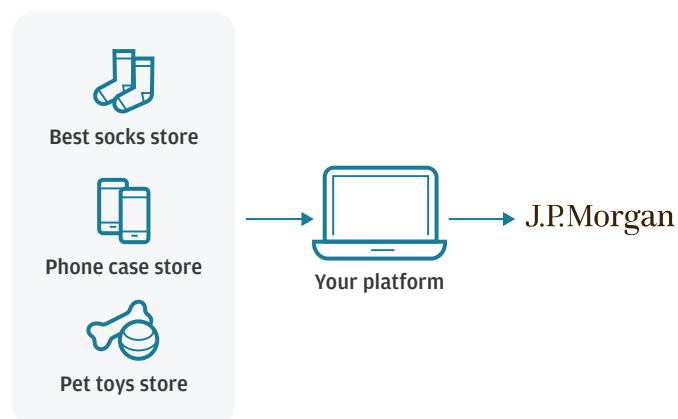 Best socks store
Phone case store
Pet toys store
Your platform
J.P.Morgan